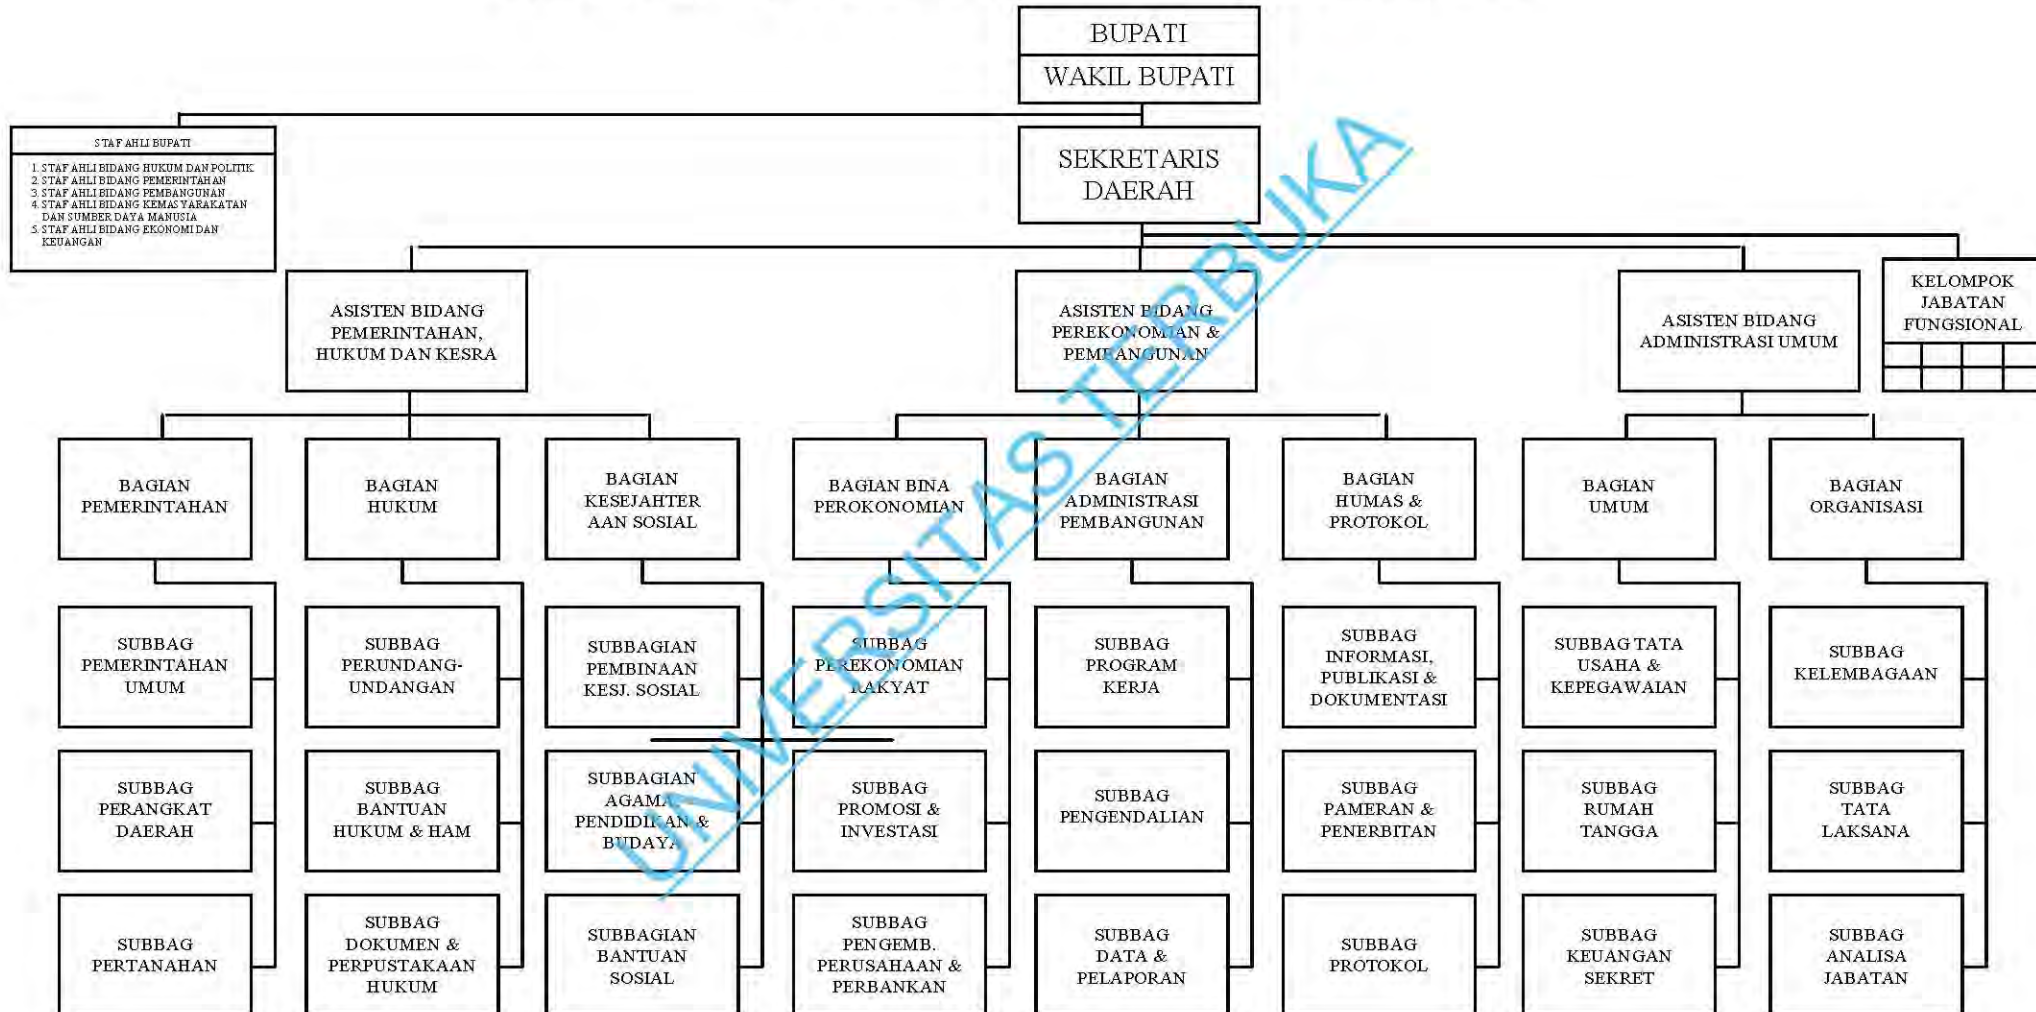 BUPATI
WAKIL BUPATI
STAF AHLI BUPATI
1. STAF AHLI BIDANG HUKUM DAN POLITIK
2. STAF AHLI BIDANG PEMERINTAHAN
3. STAF AHLI BIDANG PEMBANGUNAN
4. STAF AHLI BIDANG KEMASYARAKATAN
DAN SUMBER DAYA MANUSIA
5. STAF AHLI BIDANG EKONOMI DAN
KEUANGAN
SEKRETARIS
DAERAH
ASISTEN BIDANG
PEMERINTAHAN,
HUKUM DAN KESRA
ASISTEN BIDANG
PEREKONOMIAN &
PEMBANGUNAN
ASISTEN BIDANG
ADMINISTRASI UMUM
KELOMPOK
JABATAN
FUNGSIONAL
BAGIAN
PEMERINTAHAN
BAGIAN
HUKUM
BAGIAN
KESEJAHTER
AAN SOSIAL
BAGIAN BINA
PEROKONOMIAN
BAGIAN
ADMINISTRASI
PEMBANGUNAN
BAGIAN
HUMAS &
PROTOKOL
BAGIAN
UMUM
BAGIAN
ORGANISASI
SUBBAG
PEMERINTAHAN
UMUM
SUBBAG
PERUNDANG-
UNDANGAN
SUBBAGIAN
PEMBINAAN
KESJ. SOSIAL
SUBBAG
PEREKONOMIAN
RAKYAT
SUBBAG
PROGRAM
KERJA
SUBBAG
INFORMASI,
PUBLIKASI &
DOKUMENTASI
SUBBAG TATA
USAHA &
KEPEGAWAIAN
SUBBAG
KELEMBAGAAN
SUBBAG
PERANGKAT
DAERAH
SUBBAG
BANTUAN
HUKUM & HAM
SUBBAGIAN
AGAMA,
PENDIDIKAN &
BUDAYA
SUBBAG
PROMOSI &
INVESTASI
SUBBAG
PENGENDALIAN
SUBBAG
PAMERAN &
PENERBITAN
SUBBAG
RUMAH
TANGGA
SUBBAG
TATA
LAKSANA
SUBBAG
PERTANAHAN
SUBBAG
DOKUMEN &
PERPUSTAKAAN
HUKUM
SUBBAGIAN
BANTUAN
SOSIAL
SUBBAG
PENGEMB.
PERUSAHAAN &
PERBANKAN
SUBBAG
DATA &
PELAPORAN
SUBBAG
PROTOKOL
SUBBAG
KEUANGAN
SEKRET
SUBBAG
ANALISA
JABATAN
UNIVERSITAS TERBUKA